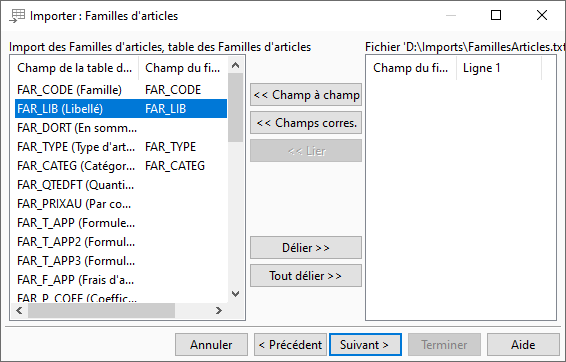 Importer : Familles d'articles
Import des Familles d'articles, table des Familles d'articles
Champ de la table d... Champ du fi...
FAR_CODE (Famille) FAR_CODE
FAR_LIB (Libellé) FAR_LIB
FAR_DORT (En somm...
FAR_TYPE (Type d'art... FAR_TYPE
FAR_CATEG (Catégor... FAR_CATEG
FAR_QTEDFT (Quanti...
FAR_PRIXAU (Par co...
FAR_T_APP (Formule...
FAR_T_APP2 (Formul...
FAR_T_APP3 (Formul...
FAR_F_APP (Frais d'a...
FAR_P_COEF (Coeffic...
<< Champ à champ
<< Champs corres.
<< Lier
Délier >>
Tout délier >>
Fichier 'D:\Imports\FamillesArticles.txt
Champ du fi... Ligne 1
Annuler < Précédent Suivant > Terminer Aide